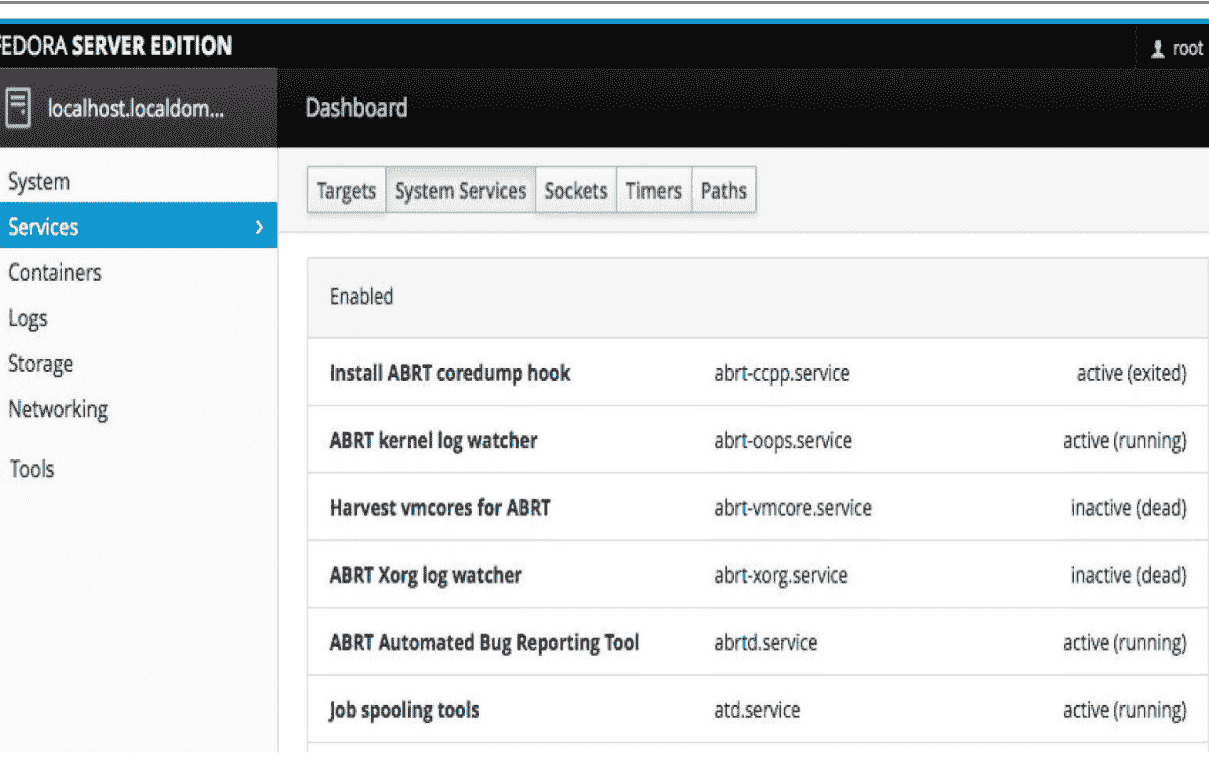 FEDORA SERVER EDITION
root
localhost.localdom...
Dashboard
System
Services
Containers
Logs
Storage
Networking
Tools
Targets System Services Sockets Timers Paths
Enabled
Install ABRT coredump hook abrt-ccpp.service active (exited)
ABRT kernel log watcher abrt-oops.service active (running)
Harvest vmcores for ABRT abrt-vmcore.service inactive (dead)
ABRT Xorg log watcher abrt-xorg.service inactive (dead)
ABRT Automated Bug Reporting Tool abrtd.service active (running)
Job spooling tools atd.service active (running)